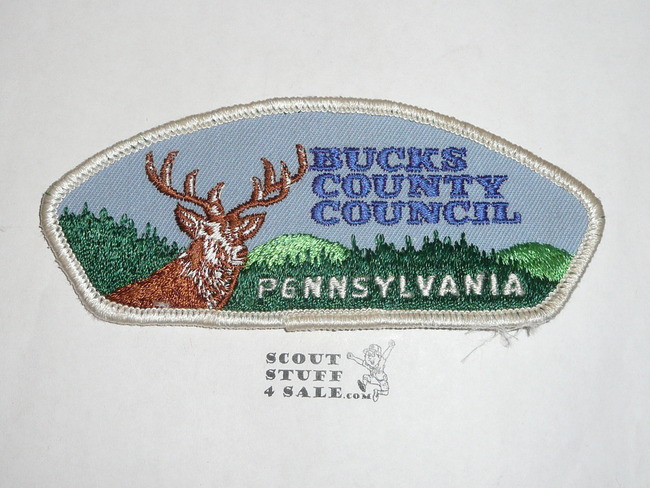 BUCKS
COUNTY
COUNCIL
PENNSYLVANIA
SCOUT
STUFF
4 SALE.COM